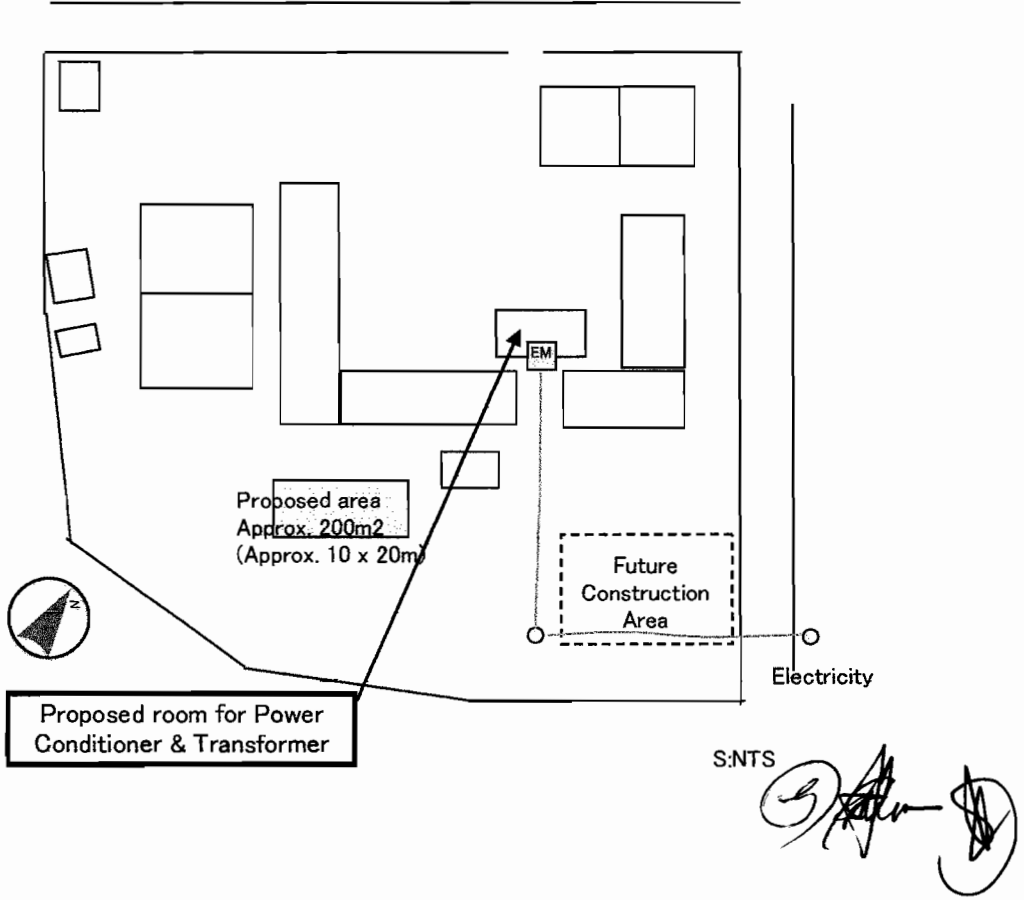 EM
Proposed area
Approx. 200m2
(Approx. 10 x 20m)
Future
Construction
Area
N
Electricity
Proposed room for Power
Conditioner & Transformer
S:NTS